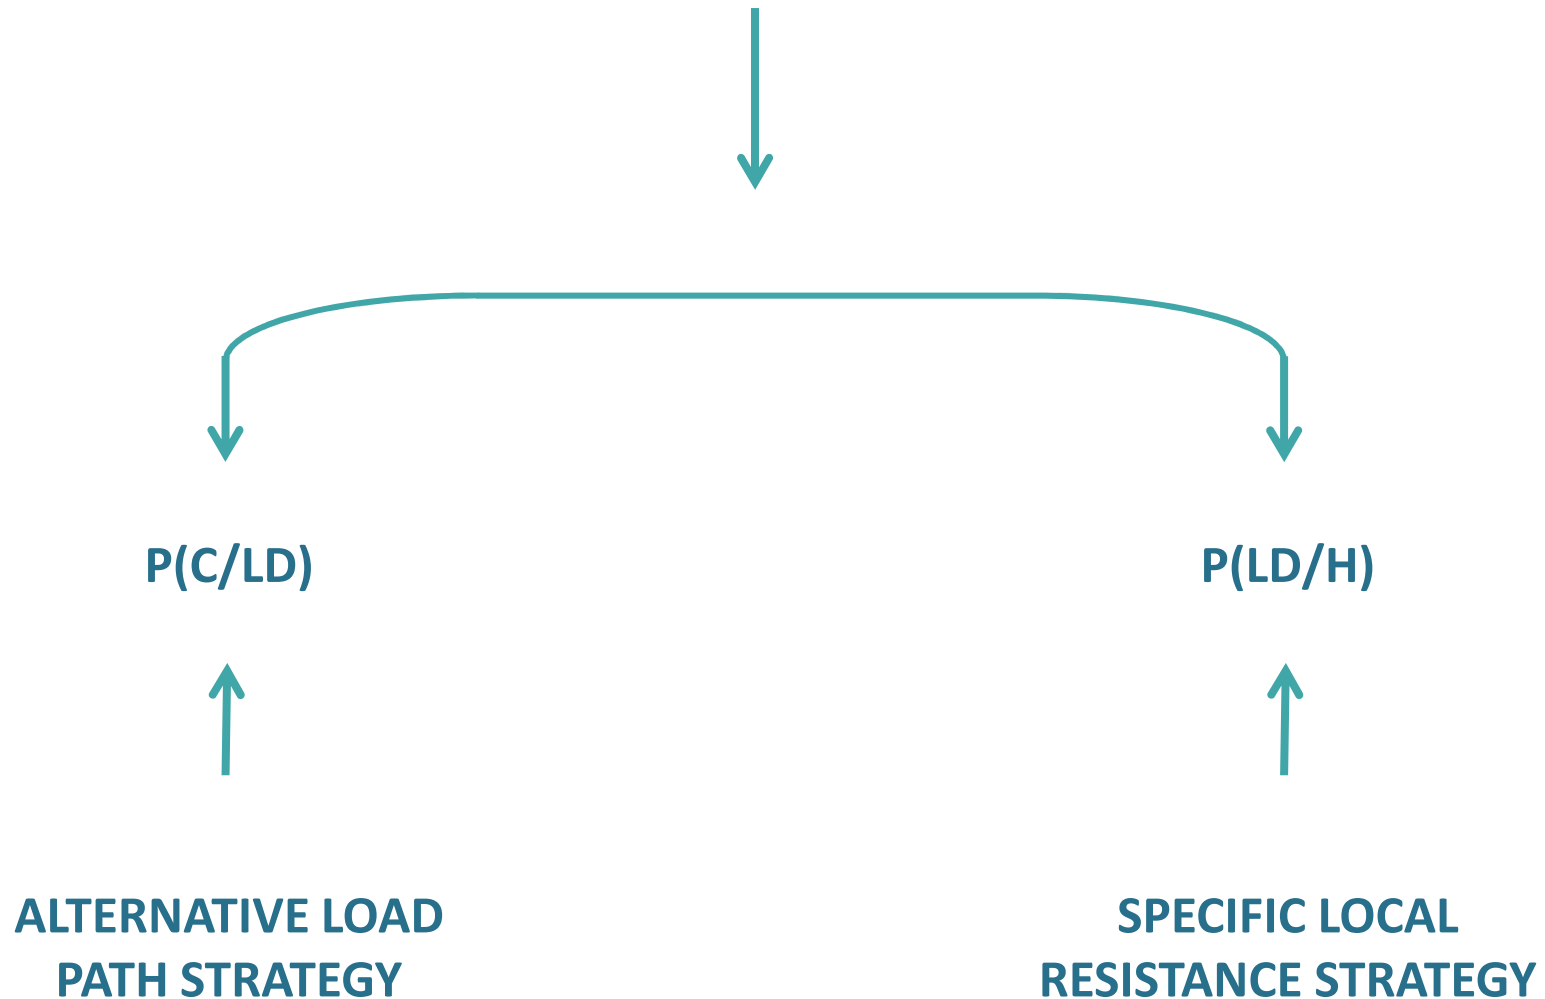 P(C/LD)
P(LD/H)
ALTERNATIVE LOAD
PATH STRATEGY
SPECIFIC LOCAL
RESISTANCE STRATEGY